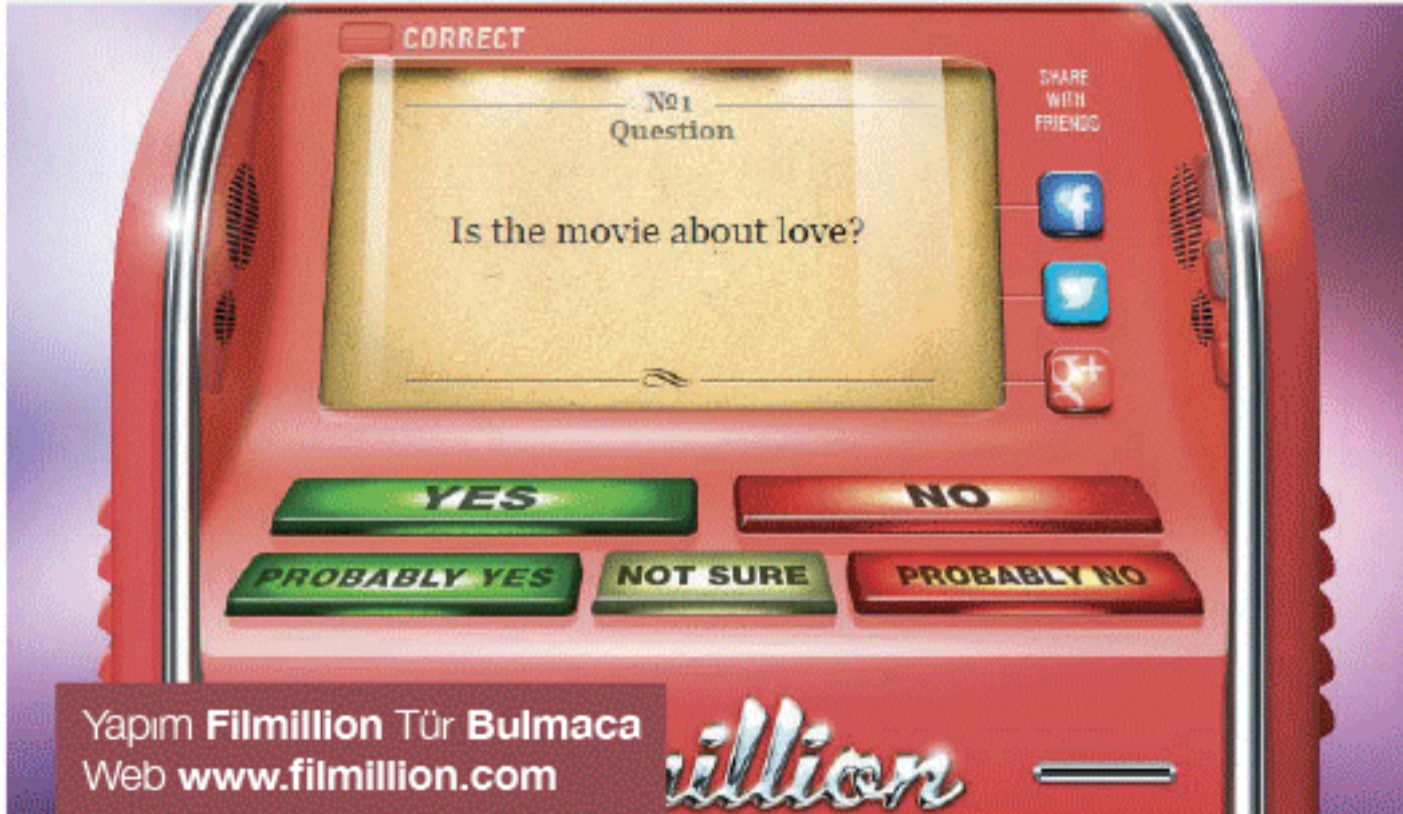 CORRECT
№1
Question
Is the movie about love?
SHARE
WITH
FRIENDS
f
g+
YES
NO
PROBABLY YES
NOT SURE
PROBABLY NO
Yapım Filmillion Tür Bulmaca
Web www.filmillion.com